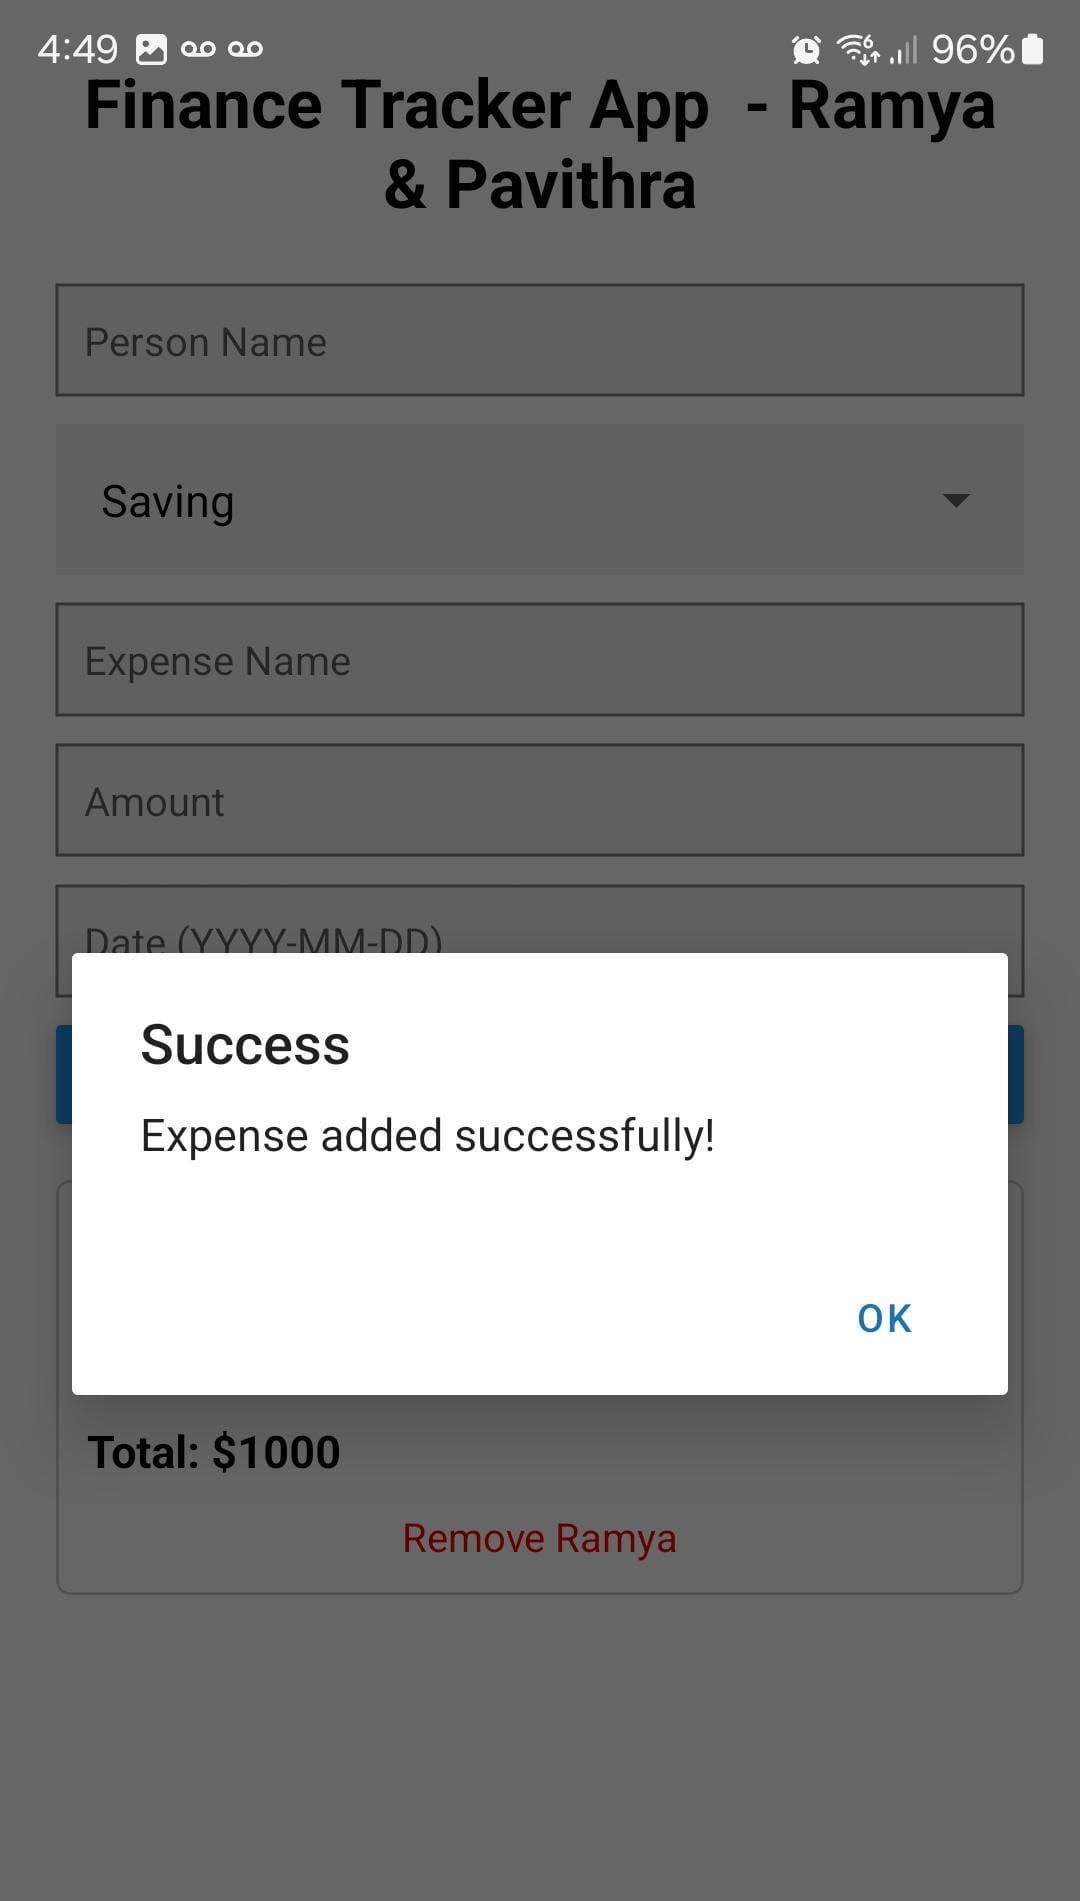 4:49 96%
Finance Tracker App - Ramya
& Pavithra
Person Name
Saving
Expense Name
Amount
Date (YYYY-MM-DD)
Success
Expense added successfully!
OK
Total: $1000
Remove Ramya